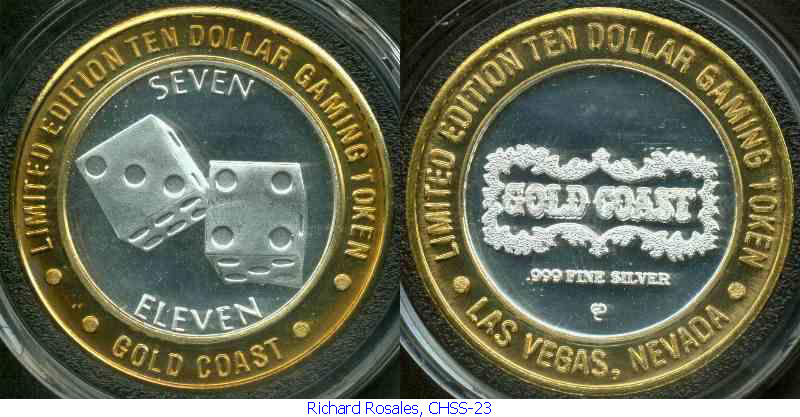 LIMITED EDITION TEN DOLLAR GAMING TOKEN
SEVEN
ELEVEN
• GOLD COAST •
LIMITED EDITION TEN DOLLAR GAMING TOKEN
GOLD COAST
.999 FINE SILVER
• LAS VEGAS, NEVADA •
Richard Rosales, CHSS-23